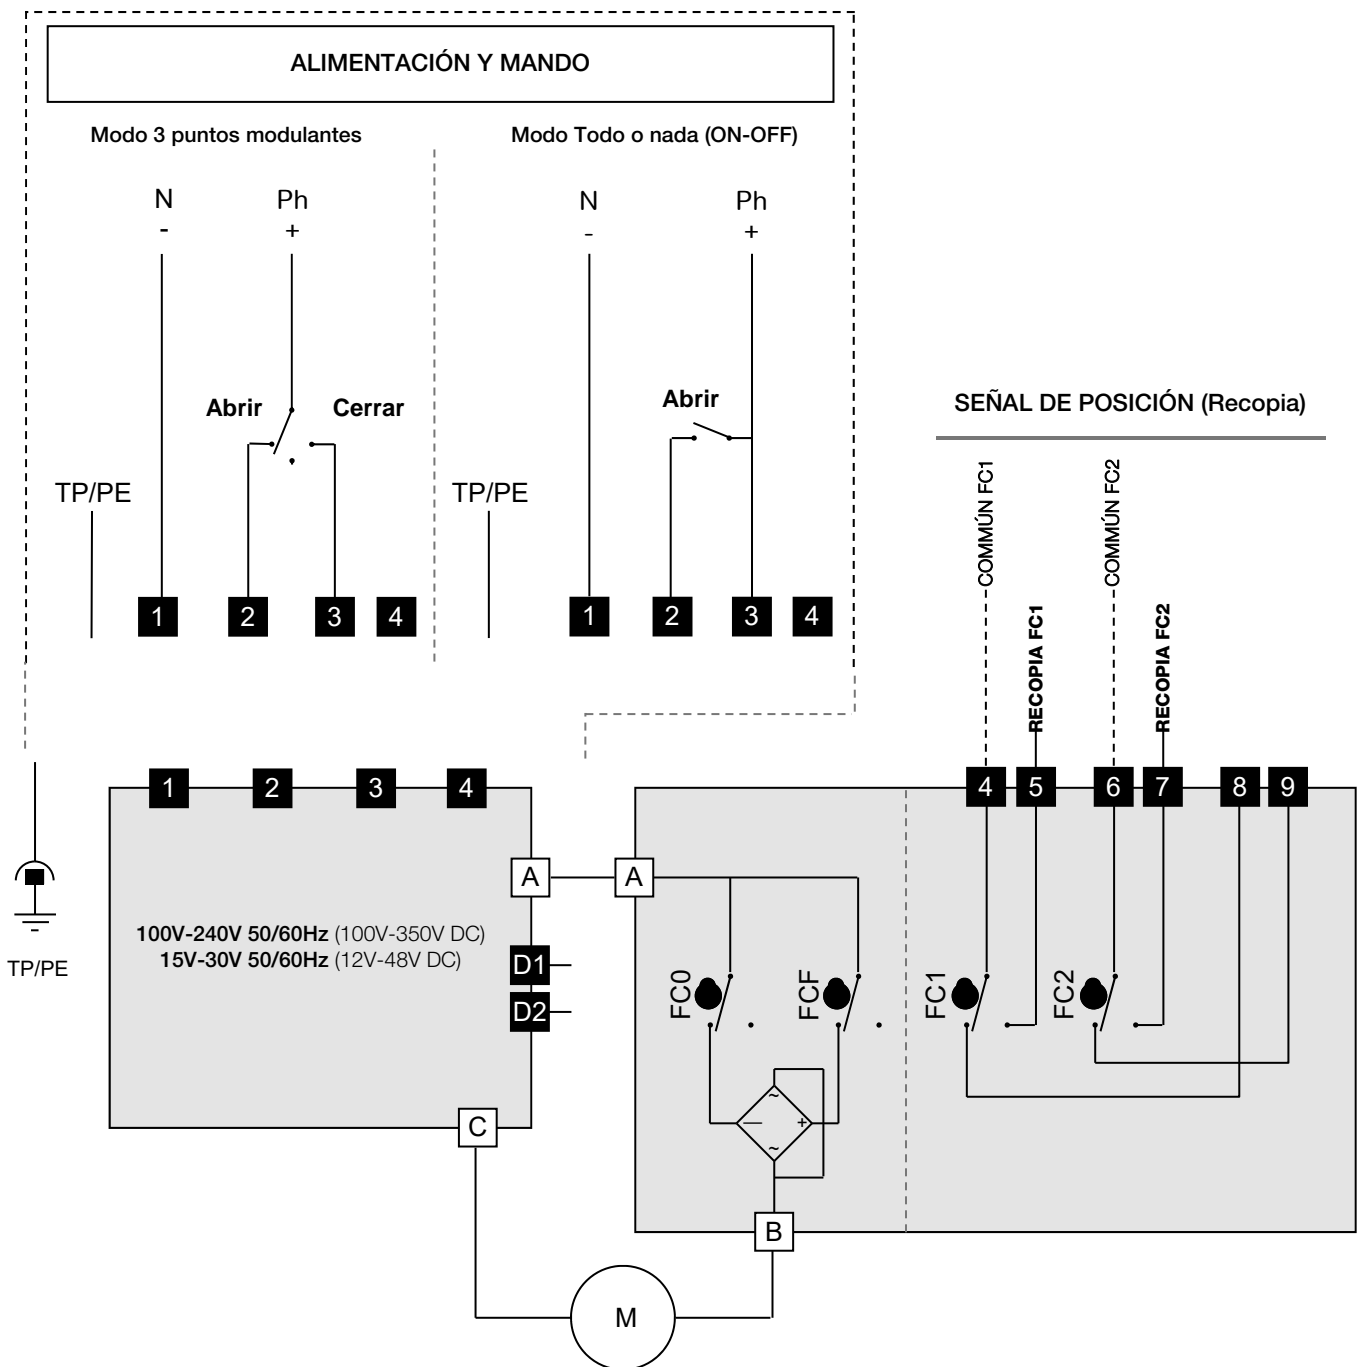 ALIMENTACIÓN Y MANDO
Modo 3 puntos modulantes
Modo Todo o nada (ON-OFF)
N
Ph
N
Ph
-
+
-
+
Abrir
Cerrar
Abrir
SEÑAL DE POSICIÓN (Recopia)
TP/PE
TP/PE
COMMÚN FC1
COMMÚN FC2
RECOPIA FC1
RECOPIA FC2
1 2 3 4
1 2 3 4
1 2 3 4
4 5 6 7 8 9
A
A
100V-240V 50/60Hz (100V-350V DC)
15V-30V 50/60Hz (12V-48V DC)
D1
D2
TP/PE
FC0
FCF
FC1
FC2
~
— +
~
C
B
M